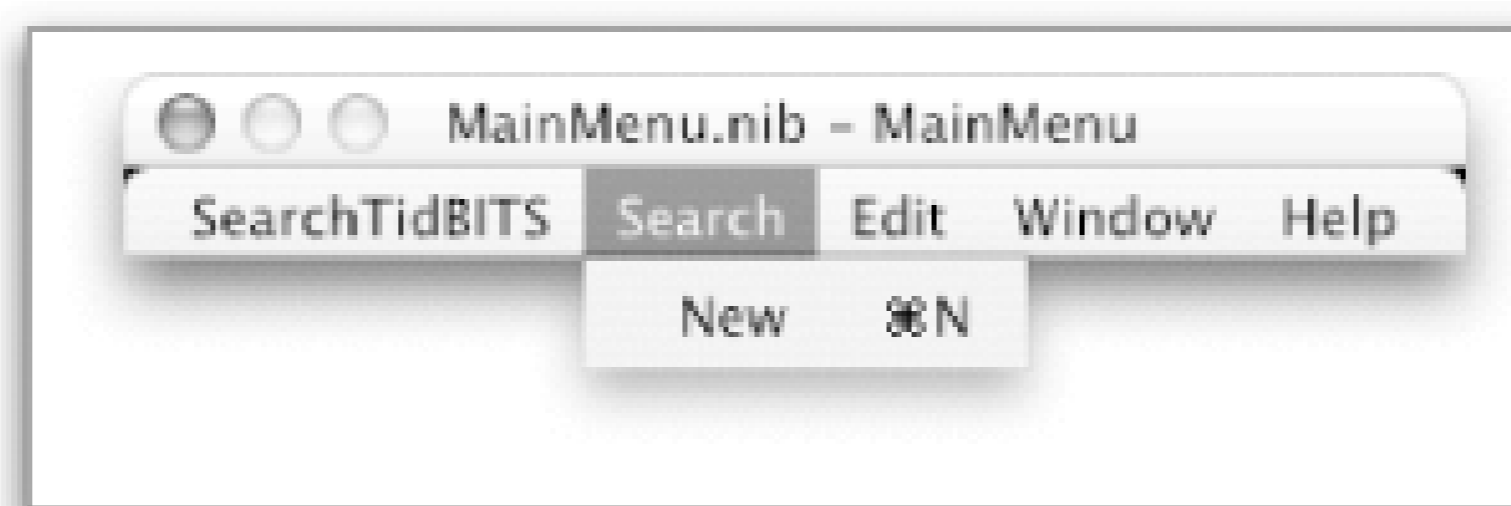 MainMenu.nib – MainMenu
SearchTidBITS Search Edit Window Help
New ⌘N